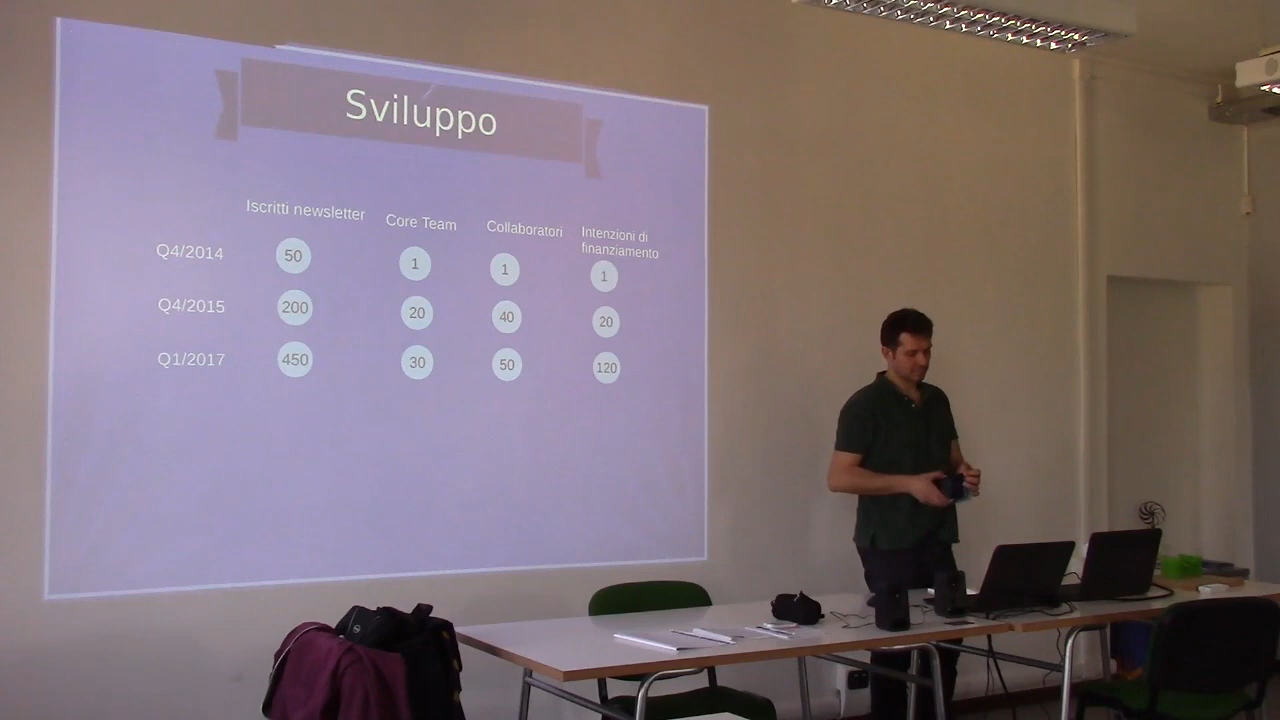 Sviluppo
Iscritti newsletter Core Team Collaboratori Intenzioni di
finanziamento
Q4/2014 50 1 1 1
Q4/2015 200 20 40 20
Q1/2017 450 30 50 120